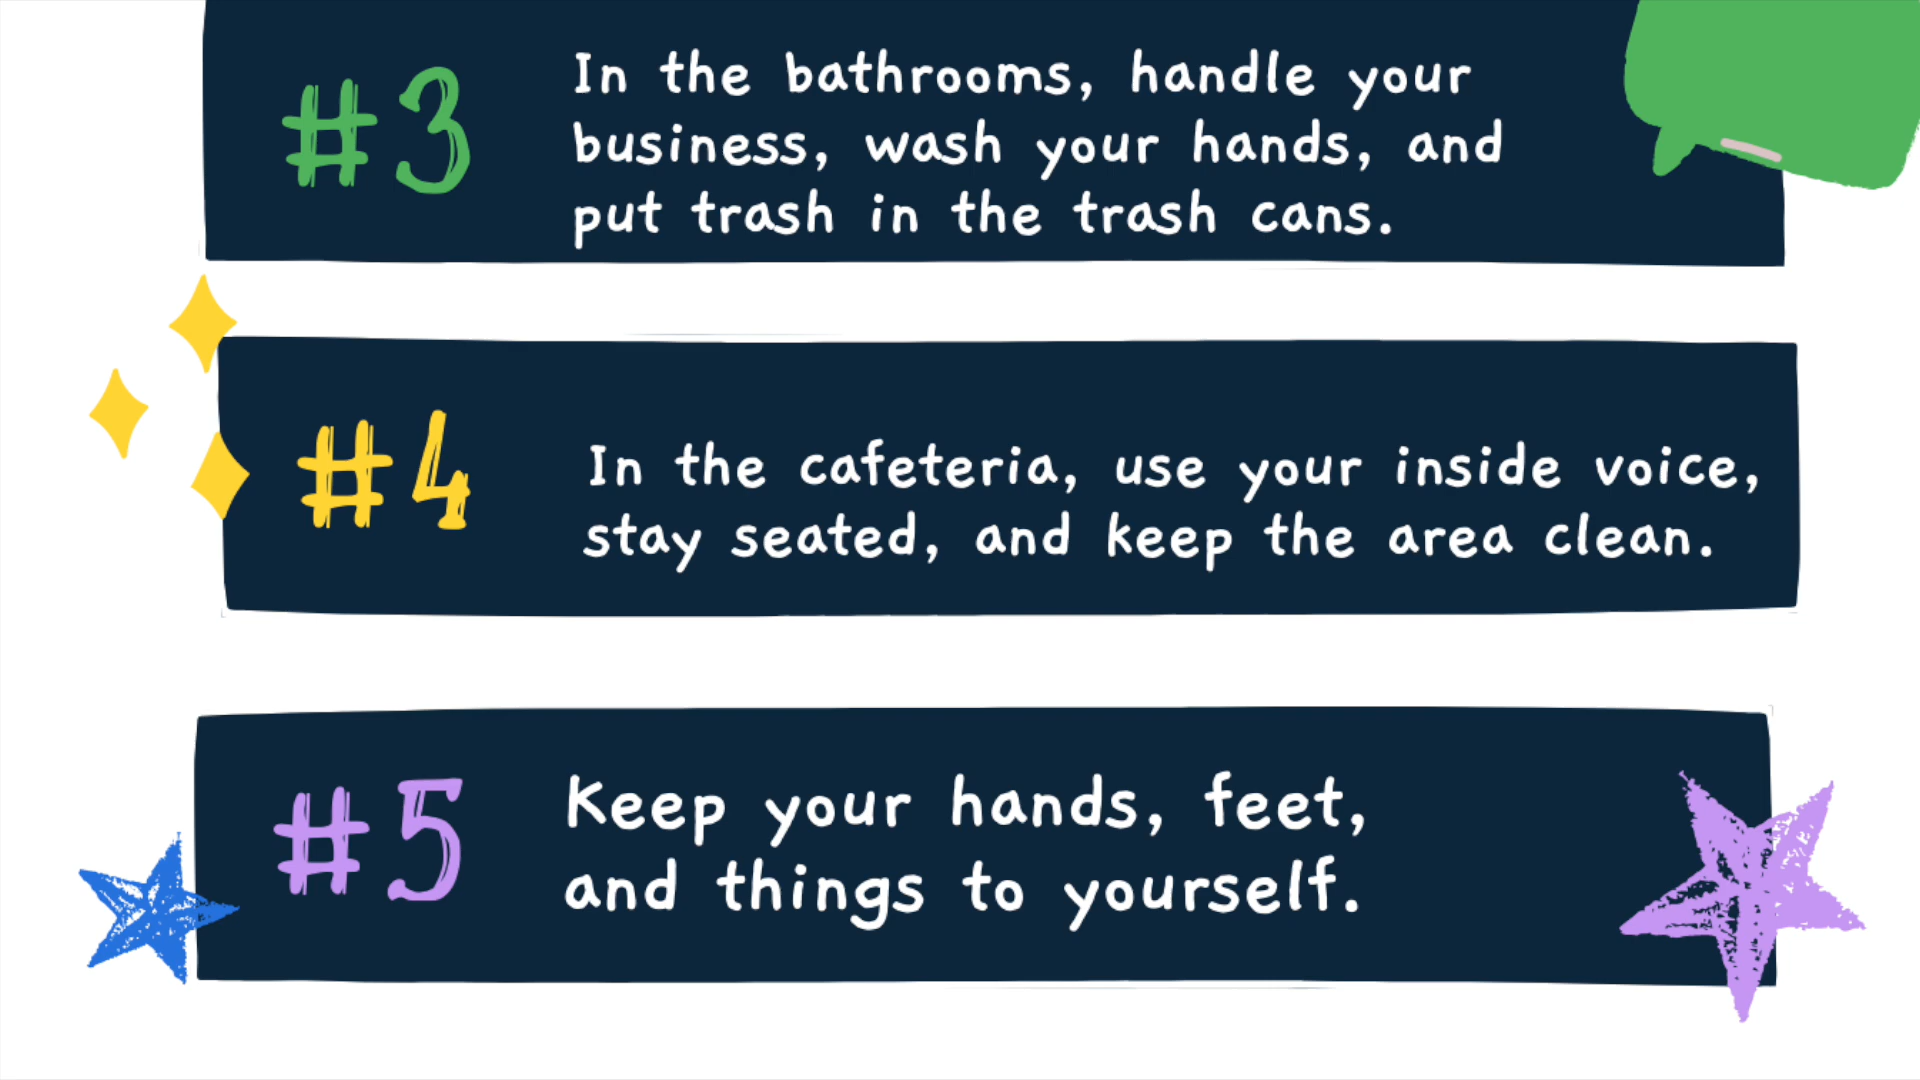 #3
In the bathrooms, handle your
business, wash your hands, and
put trash in the trash cans.
#4
In the cafeteria, use your inside voice,
stay seated, and keep the area clean.
#5
Keep your hands, feet,
and things to yourself.